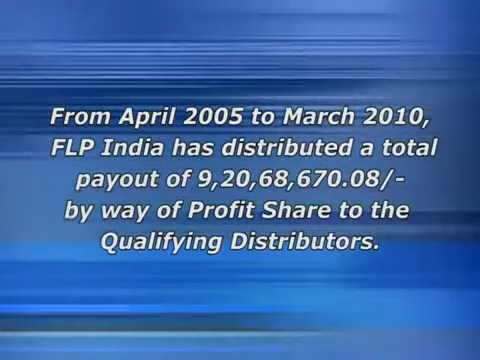 From April 2005 to March 2010,
FLP India has distributed a total
payout of 9,20,68,670.08/-
by way of Profit Share to the
Qualifying Distributors.